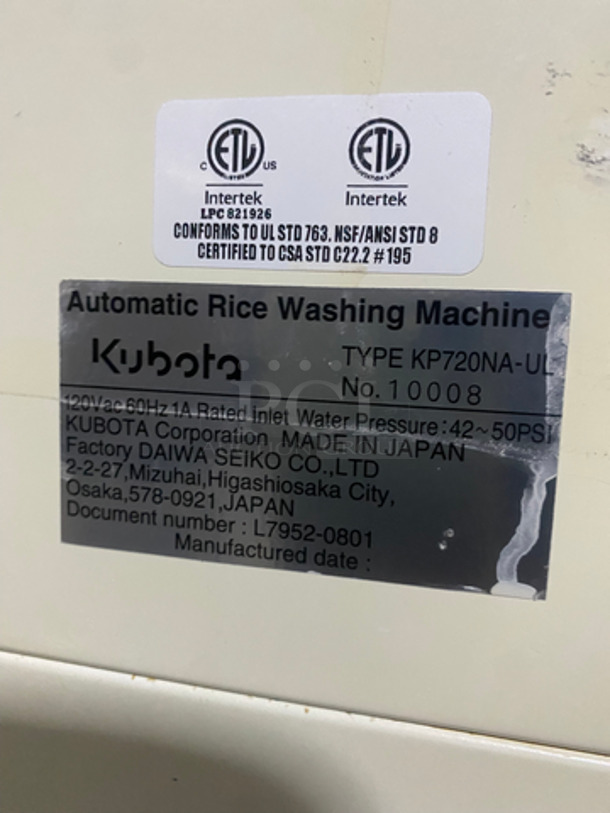 C ETL US ETL
Intertek Intertek
LPC 821926
CONFORMS TO UL STD 763. NSF/ANSI STD 8
CERTIFIED TO CSA STD C22.2 #195
Automatic Rice Washing Machine
Kubota TYPE KP720NA-UL
No.10008
120Vac 60Hz 1A Rated Inlet Water Pressure:42~50PSI
KUBOTA Corporation MADE IN JAPAN
Factory DAIWA SEIKO CO.,LTD
2-2-27,Mizuhai,Higashiosaka City,
Osaka,578-0921,JAPAN
Document number : L7952-0801
Manufactured date :